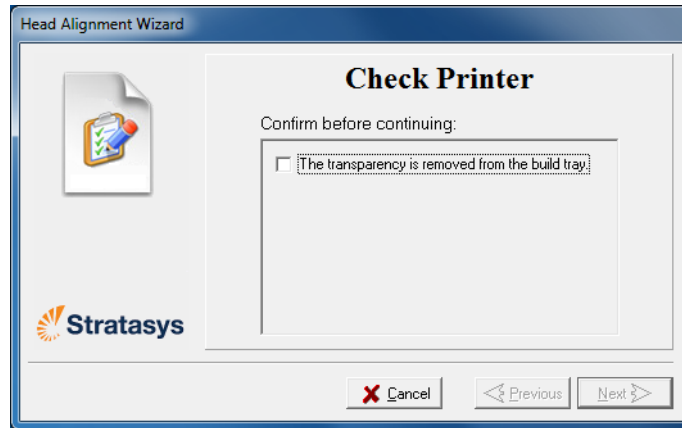 Head Alignment Wizard
Check Printer
Confirm before continuing:
The transparency is removed from the build tray.
Stratasys
Cancel
Previous
Next